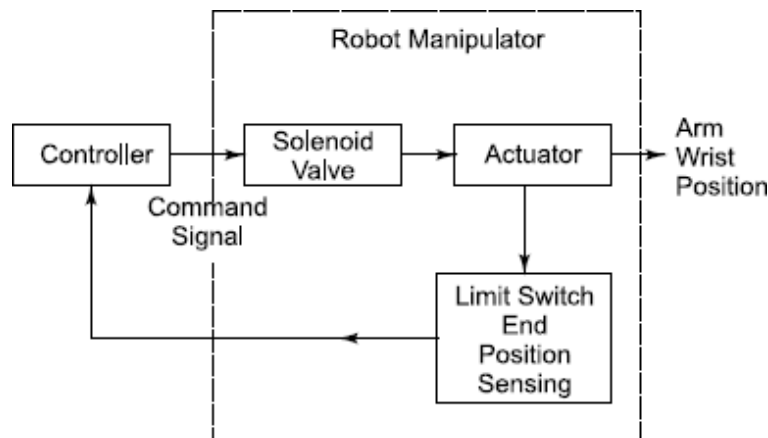 Robot Manipulator
Controller
Solenoid
Valve
Actuator
Arm
Wrist
Position
Command
Signal
Limit Switch
End
Position
Sensing